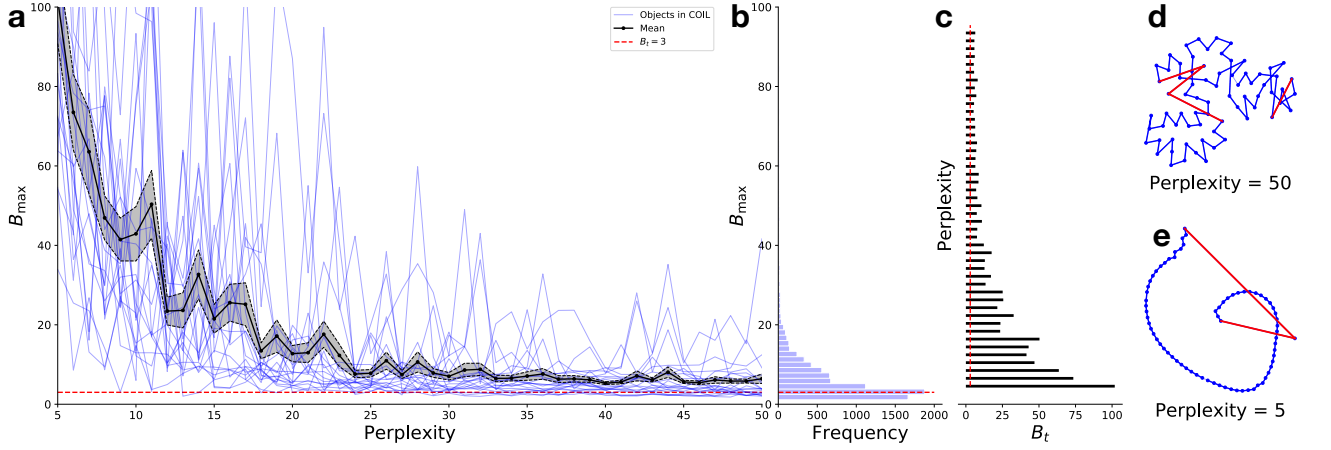 a
b
c
d
e
Objects in COIL
Mean
B_t = 3
100
80
60
40
20
0
B_max
5
10
15
20
25
30
35
40
45
50
Perplexity
100
80
60
40
20
0
B_max
0
500
1000
1500
2000
Frequency
Perplexity
0
25
50
75
100
B_t
Perplexity = 50
Perplexity = 5